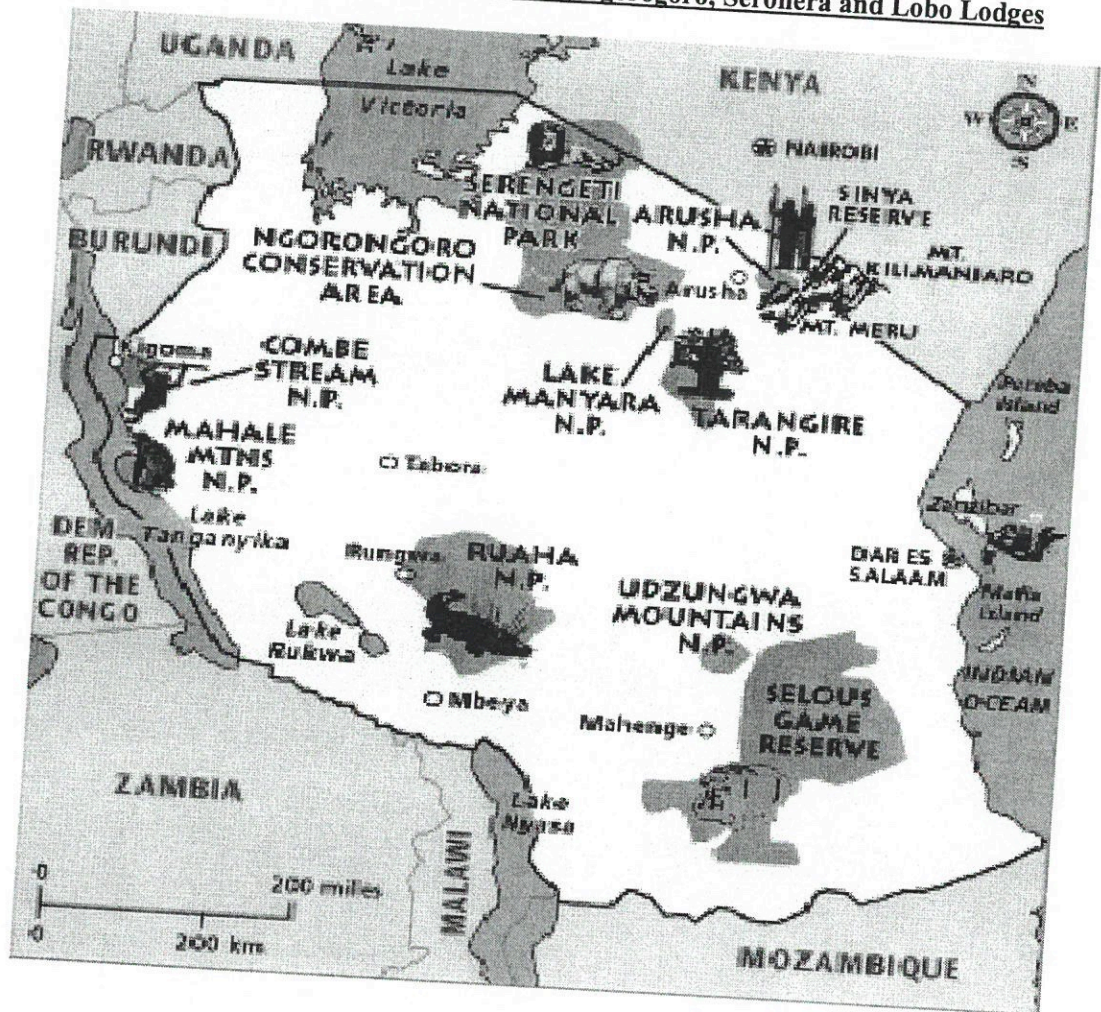 Seronera and Lobo Lodges
UGANDA
Lake
Victoria
KENYA
N
W
E
S
RWANDA
NAIROBI
SERENGETI
NATIONAL
PARK
ARUSHA
N.P.
SINYA
RESERVE
BURUNDI
NGORONGORO
CONSERVATION
AREA
MT.
KILIMANJARO
Arusha
MT. MERU
Kigoma
COMBE
STREAM
N.P.
LAKE
MANYARA
N.P.
TARANGIRE
N.P.
Pemba
Island
MAHALE
MTNS
N.P.
Tabora
Zanzibar
Lake
Tanganyika
DEM.
REP.
OF THE
CONGO
Rungwa
RUAHA
N.P.
DAR ES
SALAAM
UDZUNGWA
MOUNTAINS
N.P.
Mafia
Island
Lake
Rukwa
INDIAN
OCEAN
Mbeya
Mahenge
SELOUS
GAME
RESERVE
ZAMBIA
Lake
Nyasa
MALAWI
0
200 miles
0
200 km
MOZAMBIQUE